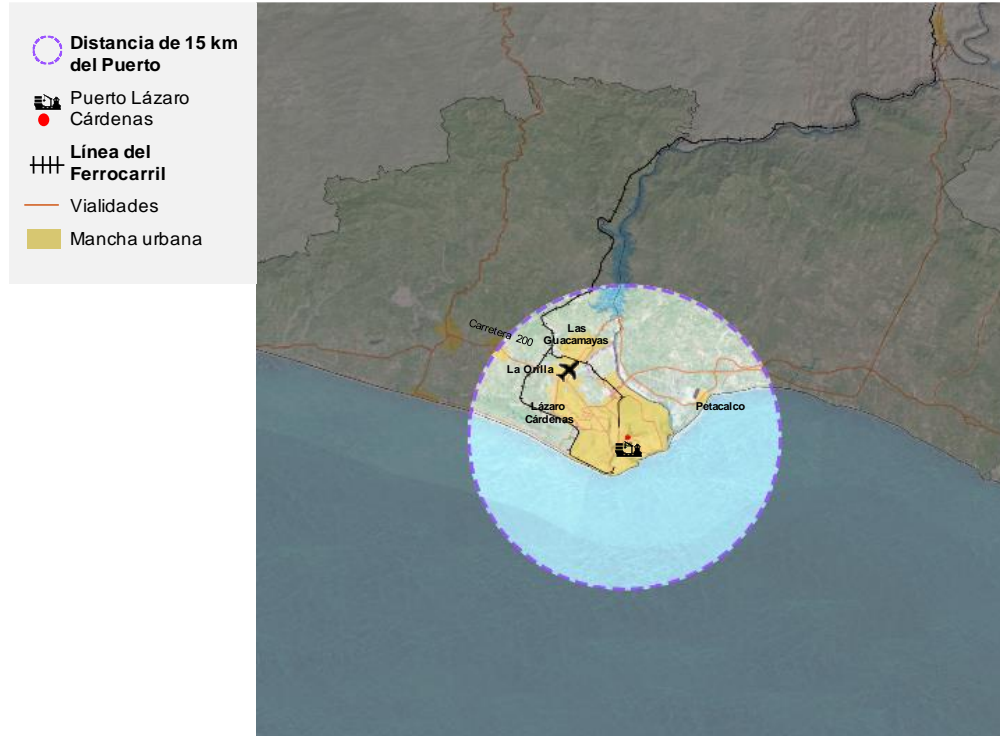 Distancia de 15 km
del Puerto
Puerto Lázaro
Cárdenas
Línea del
Ferrocarril
Vialidades
Mancha urbana
Carretera 200
Las
Guacamayas
La Orilla
Lázaro
Cárdenas
Petacalco